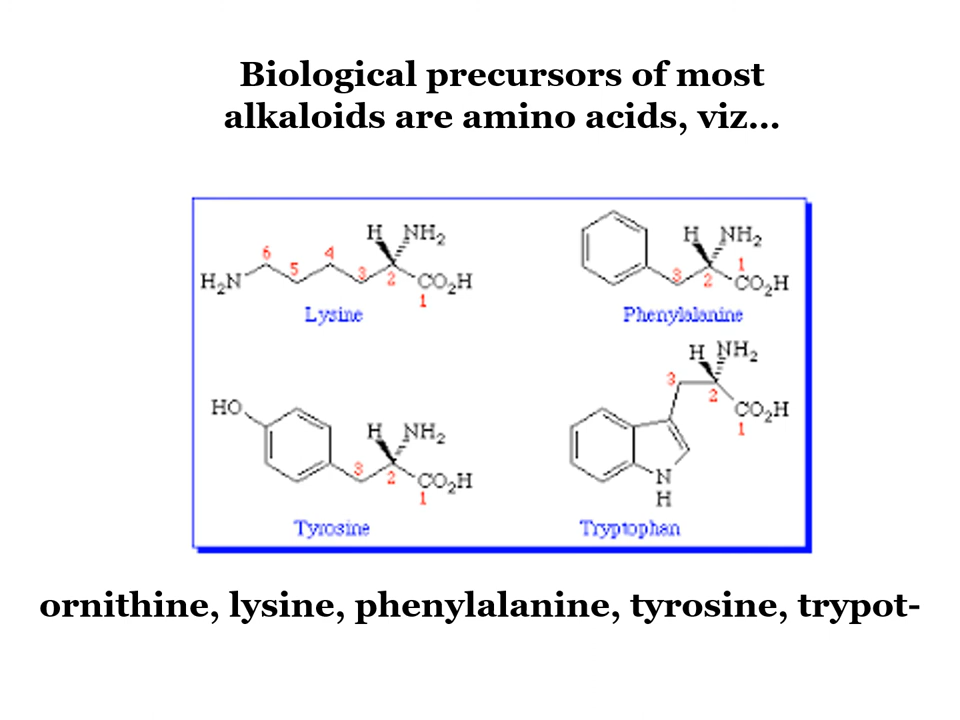 Biological precursors of most
alkaloids are amino acids, viz...
H NH2
6 4
H2N 5 3 2 CO2H
1
Lysine
H NH2
1
3 2 CO2H
Phenylalanine
HO H NH2
3 2 CO2H
1
Tyrosine
H NH2
3 2
CO2H
1
N
H
Tryptophan
ornithine, lysine, phenylalanine, tyrosine, trypot-